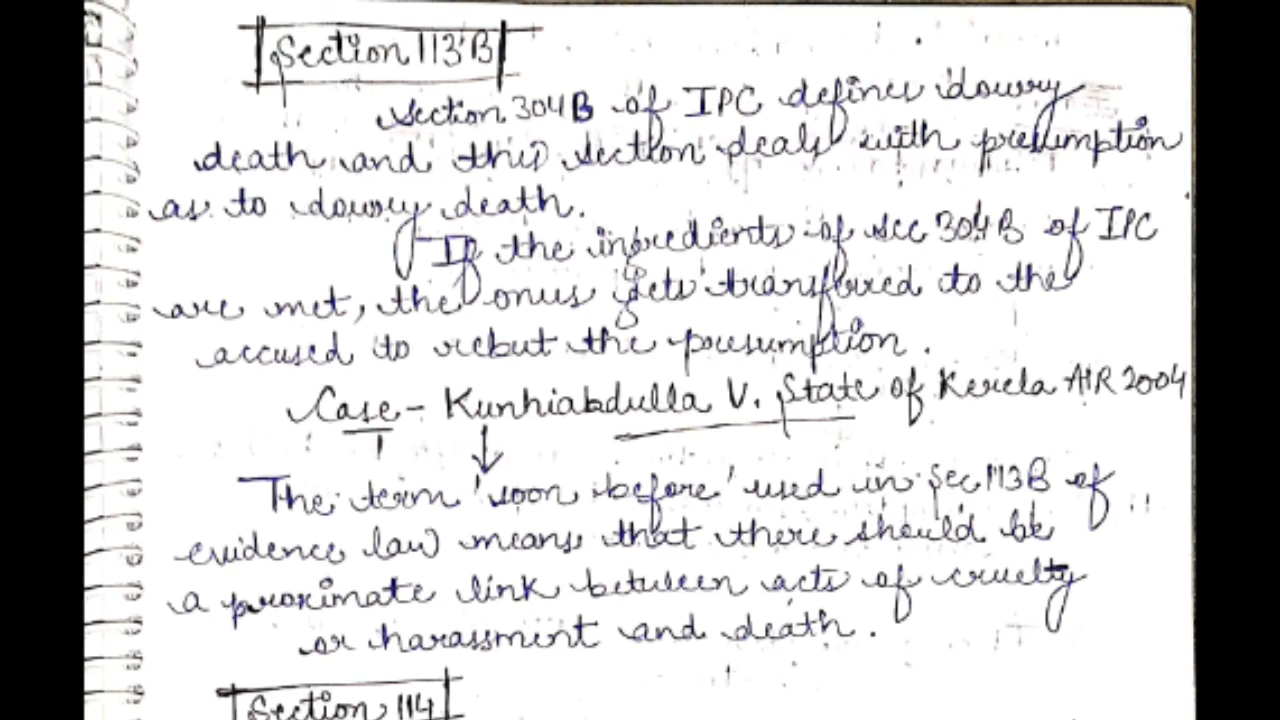 Section 113'B
Section 304B of IPC defines dowry
death and this section deals with presumption
as to dowry death.
If the ingredients of sec 304B of IPC
are met, the onus gets transfered to the
accused to rebut the presumption.
Case - Kunhiabdulla V. State of Kerela AIR 2004
The term 'soon before' used in Sec 113B of
evidence law means that there should be
a proximate link between acts of cruelty
or harassment and death.
Section 114